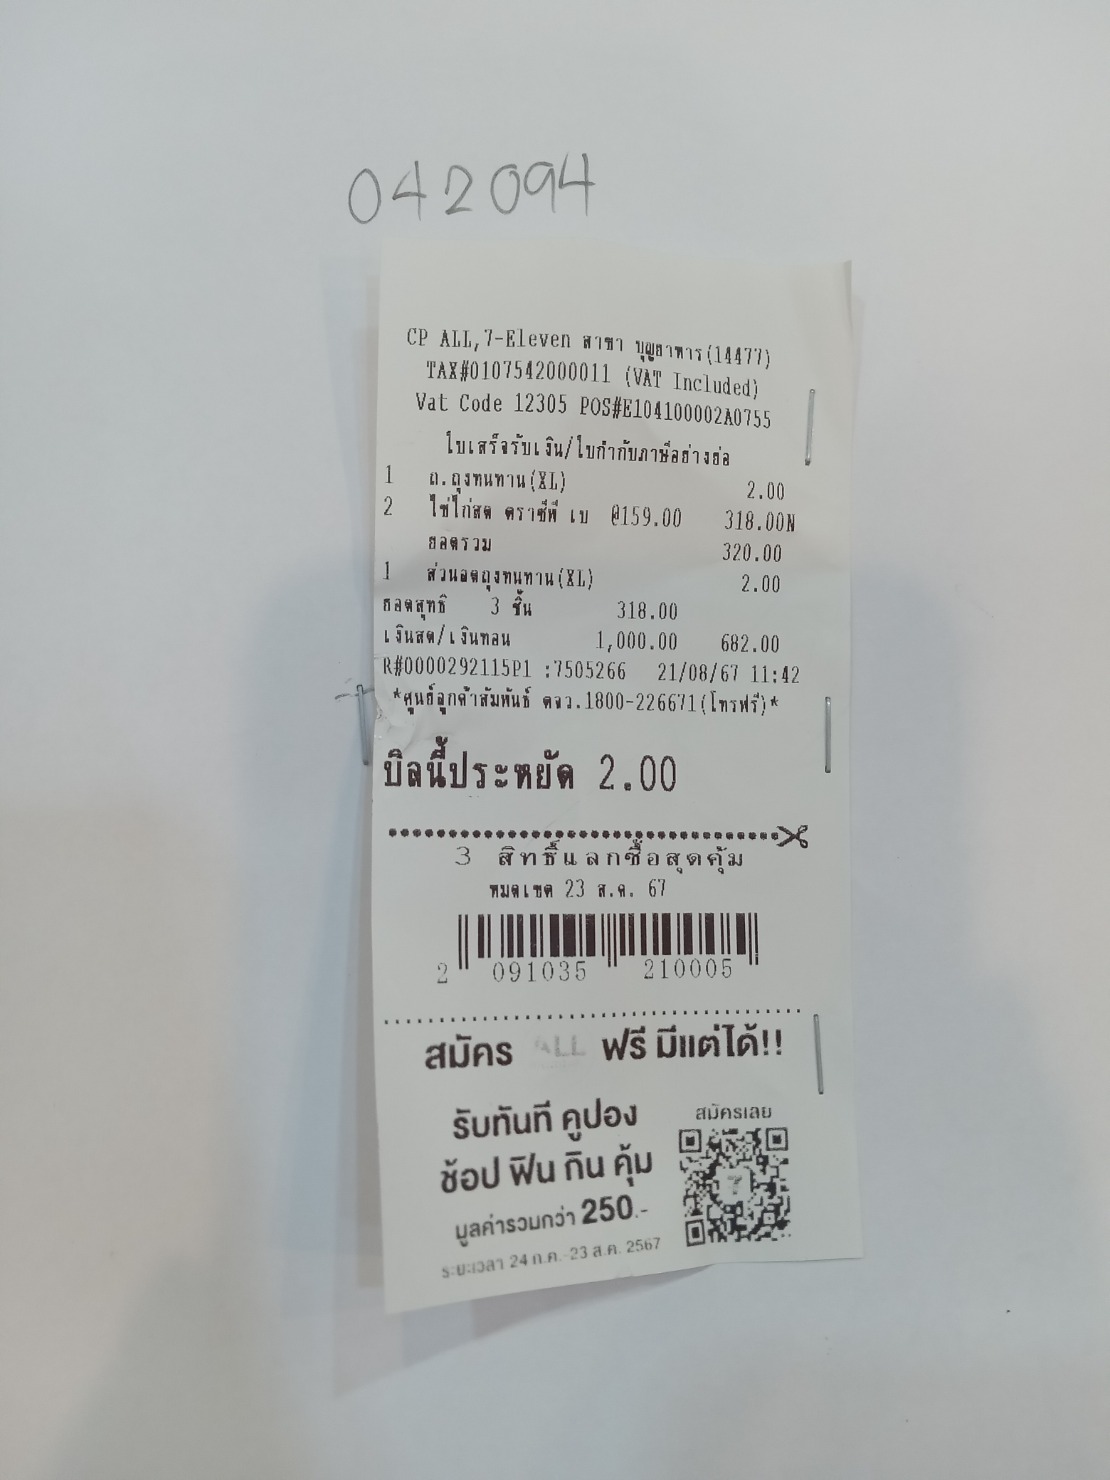 042094
CP ALL,7-Eleven สาขา บุญยาหาร(14477)
TAX#0107542000011 (VAT Included)
Vat Code 12305 POS#E104100002A0755
ใบเสร็จรับเงิน/ใบกำกับภาษีอย่างย่อ
1 ถ.ถุงทนทาน(XL) 2.00
2 ไข่ไก่สด ตราซีพี เบ @159.00 318.00N
ยอดรวม 320.00
1 ส่วนลดถุงทนทาน(XL) 2.00
ยอดสุทธิ 3 ชิ้น 318.00
เงินสด/เงินทอน 1,000.00 682.00
R#0000292115P1 :7505266 21/08/67 11:42
*ศูนย์ลูกค้าสัมพันธ์ ตจว.1800-226671(โทรฟรี)*
บิลนี้ประหยัด 2.00
3 สิทธิ์แลกซื้อสุดคุ้ม
หมดเขต 23 ส.ค. 67
2 091035 210005
สมัคร ALL ฟรี มีแต่ได้!!
รับทันที คูปอง
ช้อป ฟิน กิน คุ้ม
มูลค่ารวมกว่า 250.-
ระยะเวลา 24 ก.ค.-23 ส.ค. 2567
สมัครเลย
7